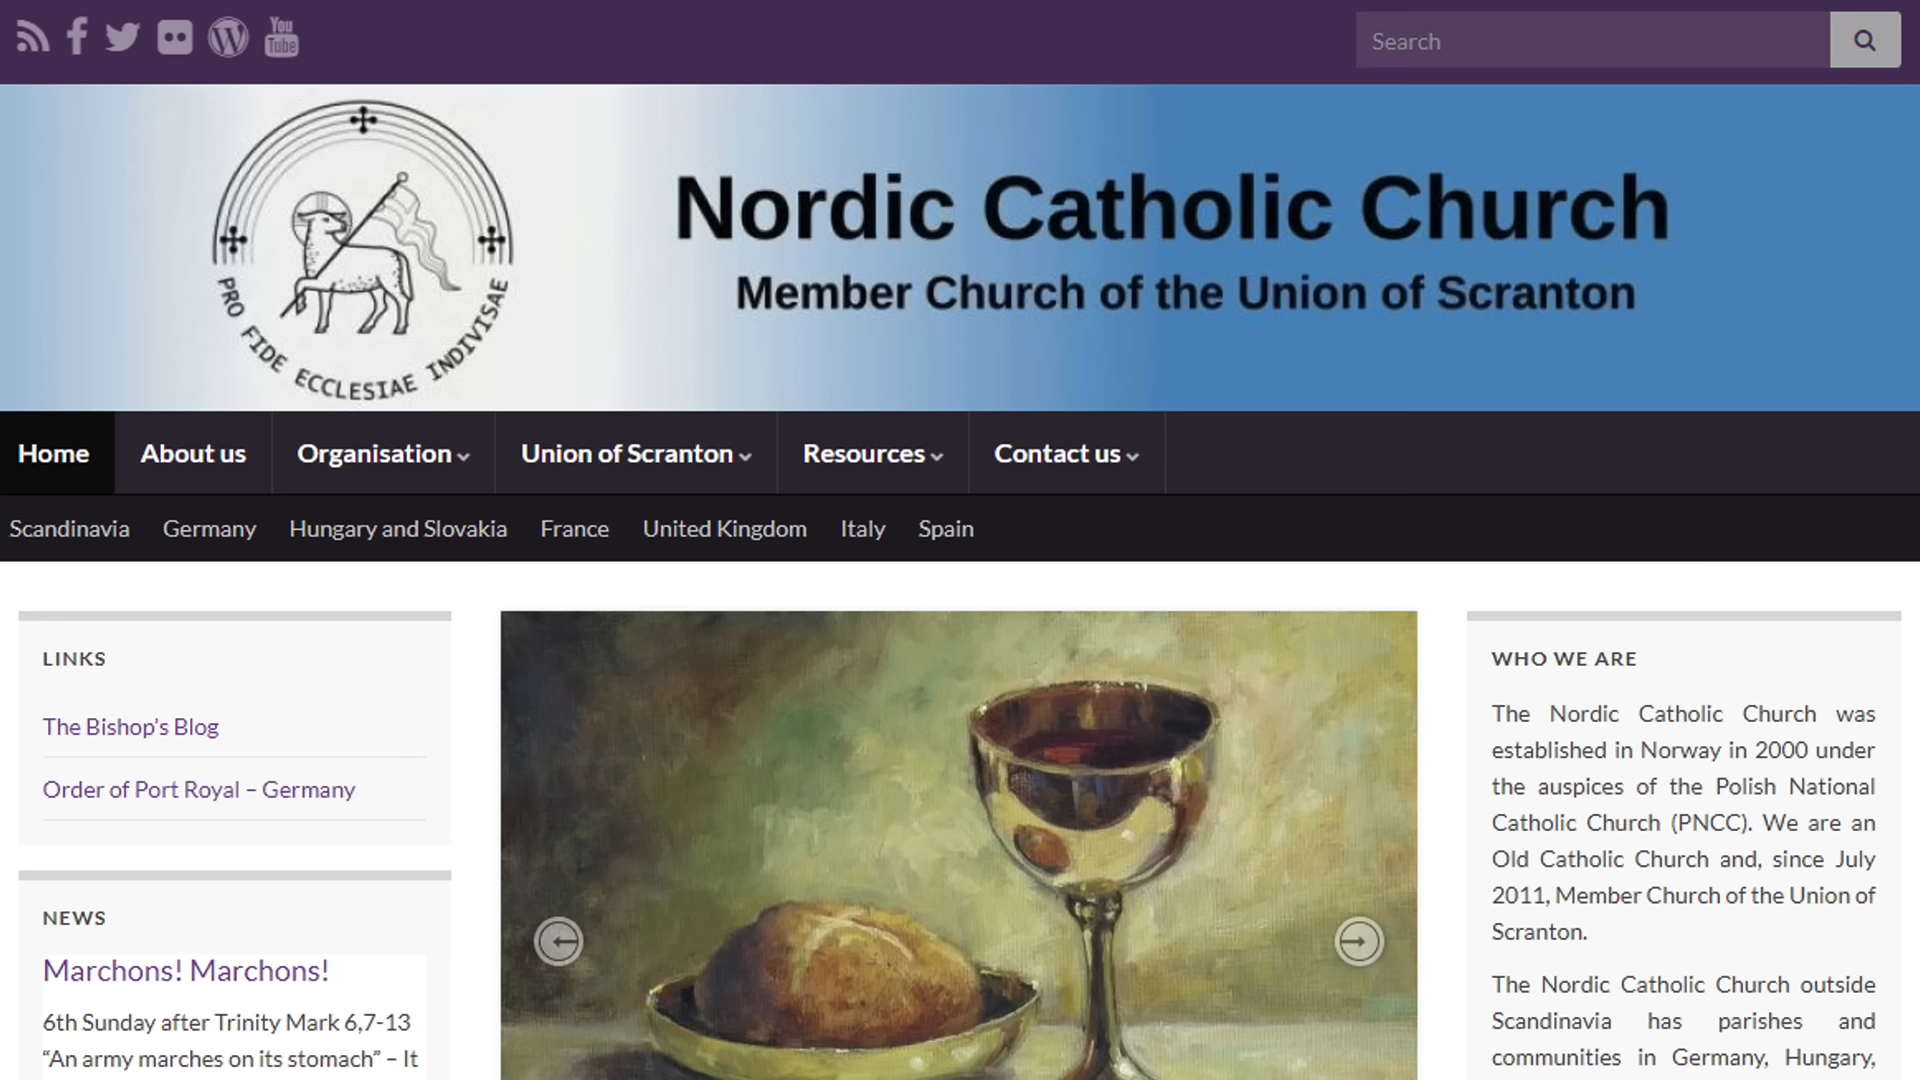 You
Tube
Search
Nordic Catholic Church
Member Church of the Union of Scranton
PRO FIDE ECCLESIAE INDIVISAE
Home
About us
Organisation
Union of Scranton
Resources
Contact us
Scandinavia
Germany
Hungary and Slovakia
France
United Kingdom
Italy
Spain
LINKS
The Bishop’s Blog
Order of Port Royal – Germany
NEWS
Marchons! Marchons!
6th Sunday after Trinity Mark 6,7-13
“An army marches on its stomach” – It
WHO WE ARE
The Nordic Catholic Church was
established in Norway in 2000 under
the auspices of the Polish National
Catholic Church (PNCC). We are an
Old Catholic Church and, since July
2011, Member Church of the Union of
Scranton.
The Nordic Catholic Church outside
Scandinavia has parishes and
communities in Germany, Hungary,